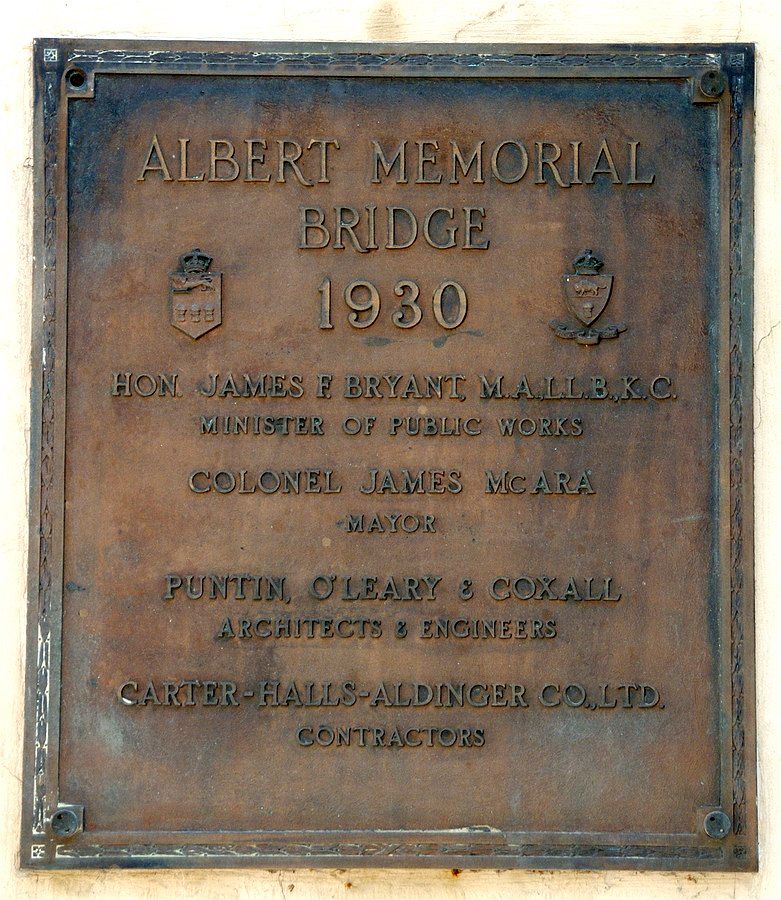 ALBERT MEMORIAL
BRIDGE
1930
HON. JAMES F. BRYANT, M.A., LL.B., K.C.
MINISTER OF PUBLIC WORKS
COLONEL JAMES McARA
MAYOR
PUNTIN, O'LEARY & COXALL
ARCHITECTS & ENGINEERS
CARTER-HALLS-ALDINGER CO., LTD.
CONTRACTORS